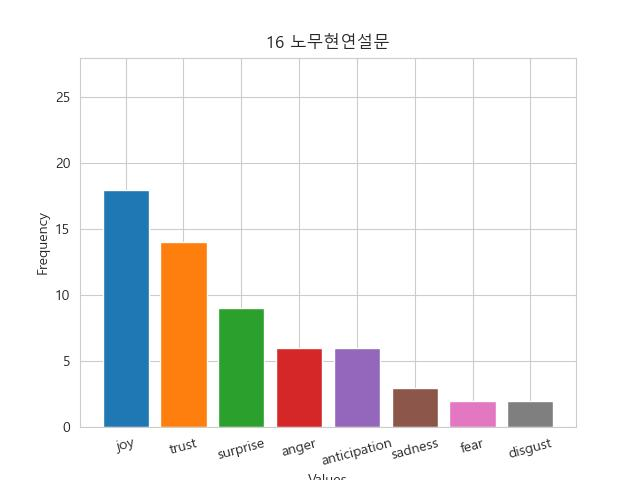 16 노무현연설문
Frequency
25
20
15
10
5
0
joy trust surprise anger anticipation sadness fear disgust
Values